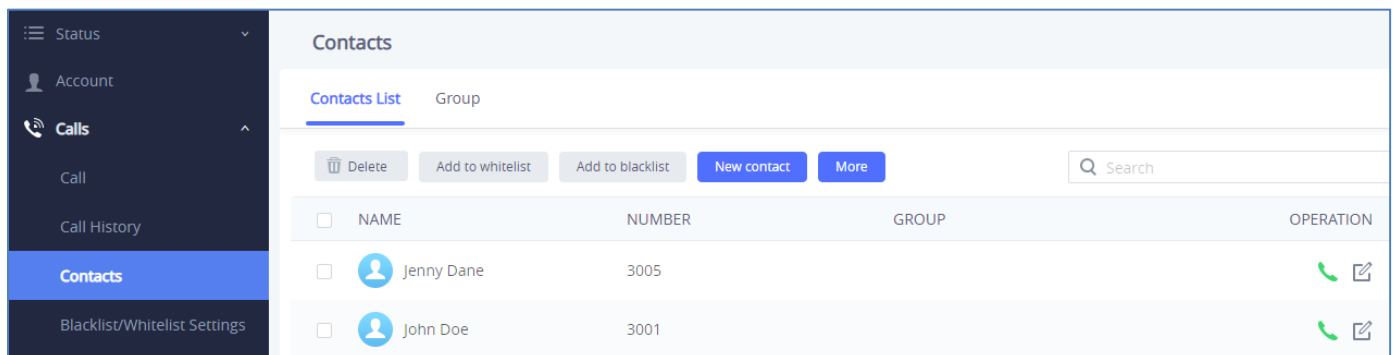 Status
Account
Calls
Call
Call History
Contacts
Blacklist/Whitelist Settings
Contacts
Contacts List Group
Delete Add to whitelist Add to blacklist New contact More Search
NAME NUMBER GROUP OPERATION
Jenny Dane 3005
John Doe 3001